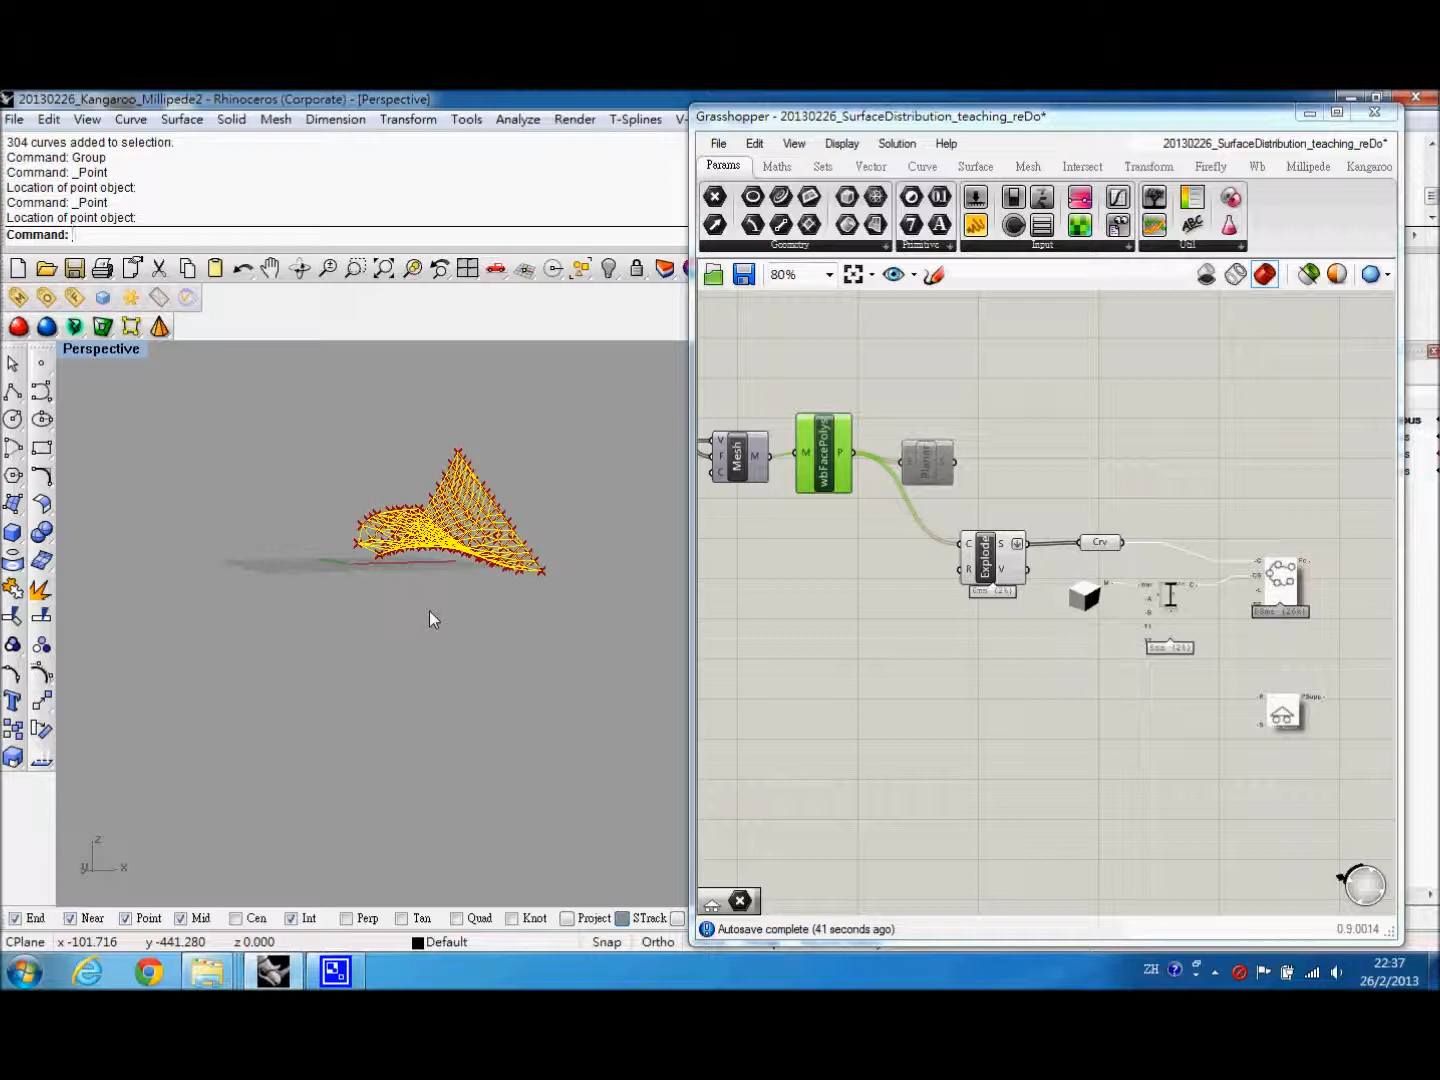 20130226_Kangaroo_Millipede2 - Rhinoceros (Corporate) - [Perspective]
File Edit View Curve Surface Solid Mesh Dimension Transform Tools Analyze Render T-Splines V-
304 curves added to selection.
Command: Group
Command: _Point
Location of point object:
Command: _Point
Location of point object:
Command:
Perspective
z
y x
End Near Point Mid Cen Int Perp Tan Quad Knot Project STrack
CPlane x -101.716 y -441.280 z 0.000 Default Snap Ortho
Grasshopper - 20130226_SurfaceDistribution_teaching_reDo*
File Edit View Display Solution Help 20130226_SurfaceDistribution_teaching_reDo*
Params Maths Sets Vector Curve Surface Mesh Intersect Transform Firefly Wb Millipede Kangaroo
Geometry Primitive Input Util
80%
V F C Mesh M
M wbFacePolys P
Planar
C R Explode S V
Crv
Autosave complete (41 seconds ago) 0.9.0014
ZH 22:37
26/2/2013